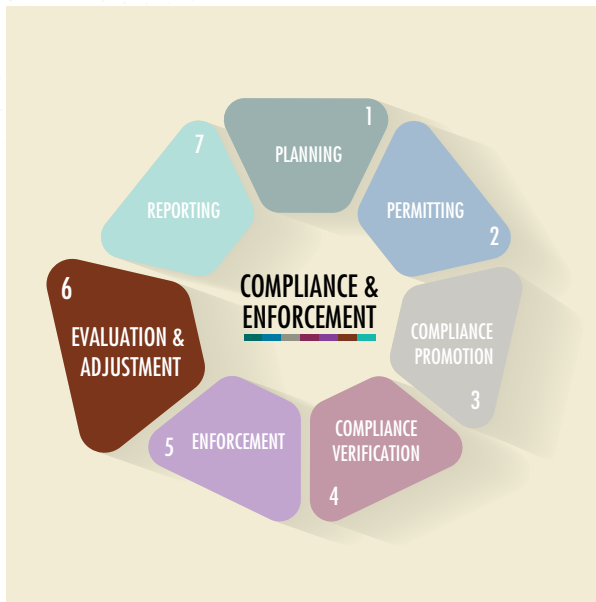 1
PLANNING
PERMITTING
2
COMPLIANCE
PROMOTION
3
COMPLIANCE
VERIFICATION
4
5
ENFORCEMENT
6
EVALUATION &
ADJUSTMENT
7
REPORTING
COMPLIANCE &
ENFORCEMENT